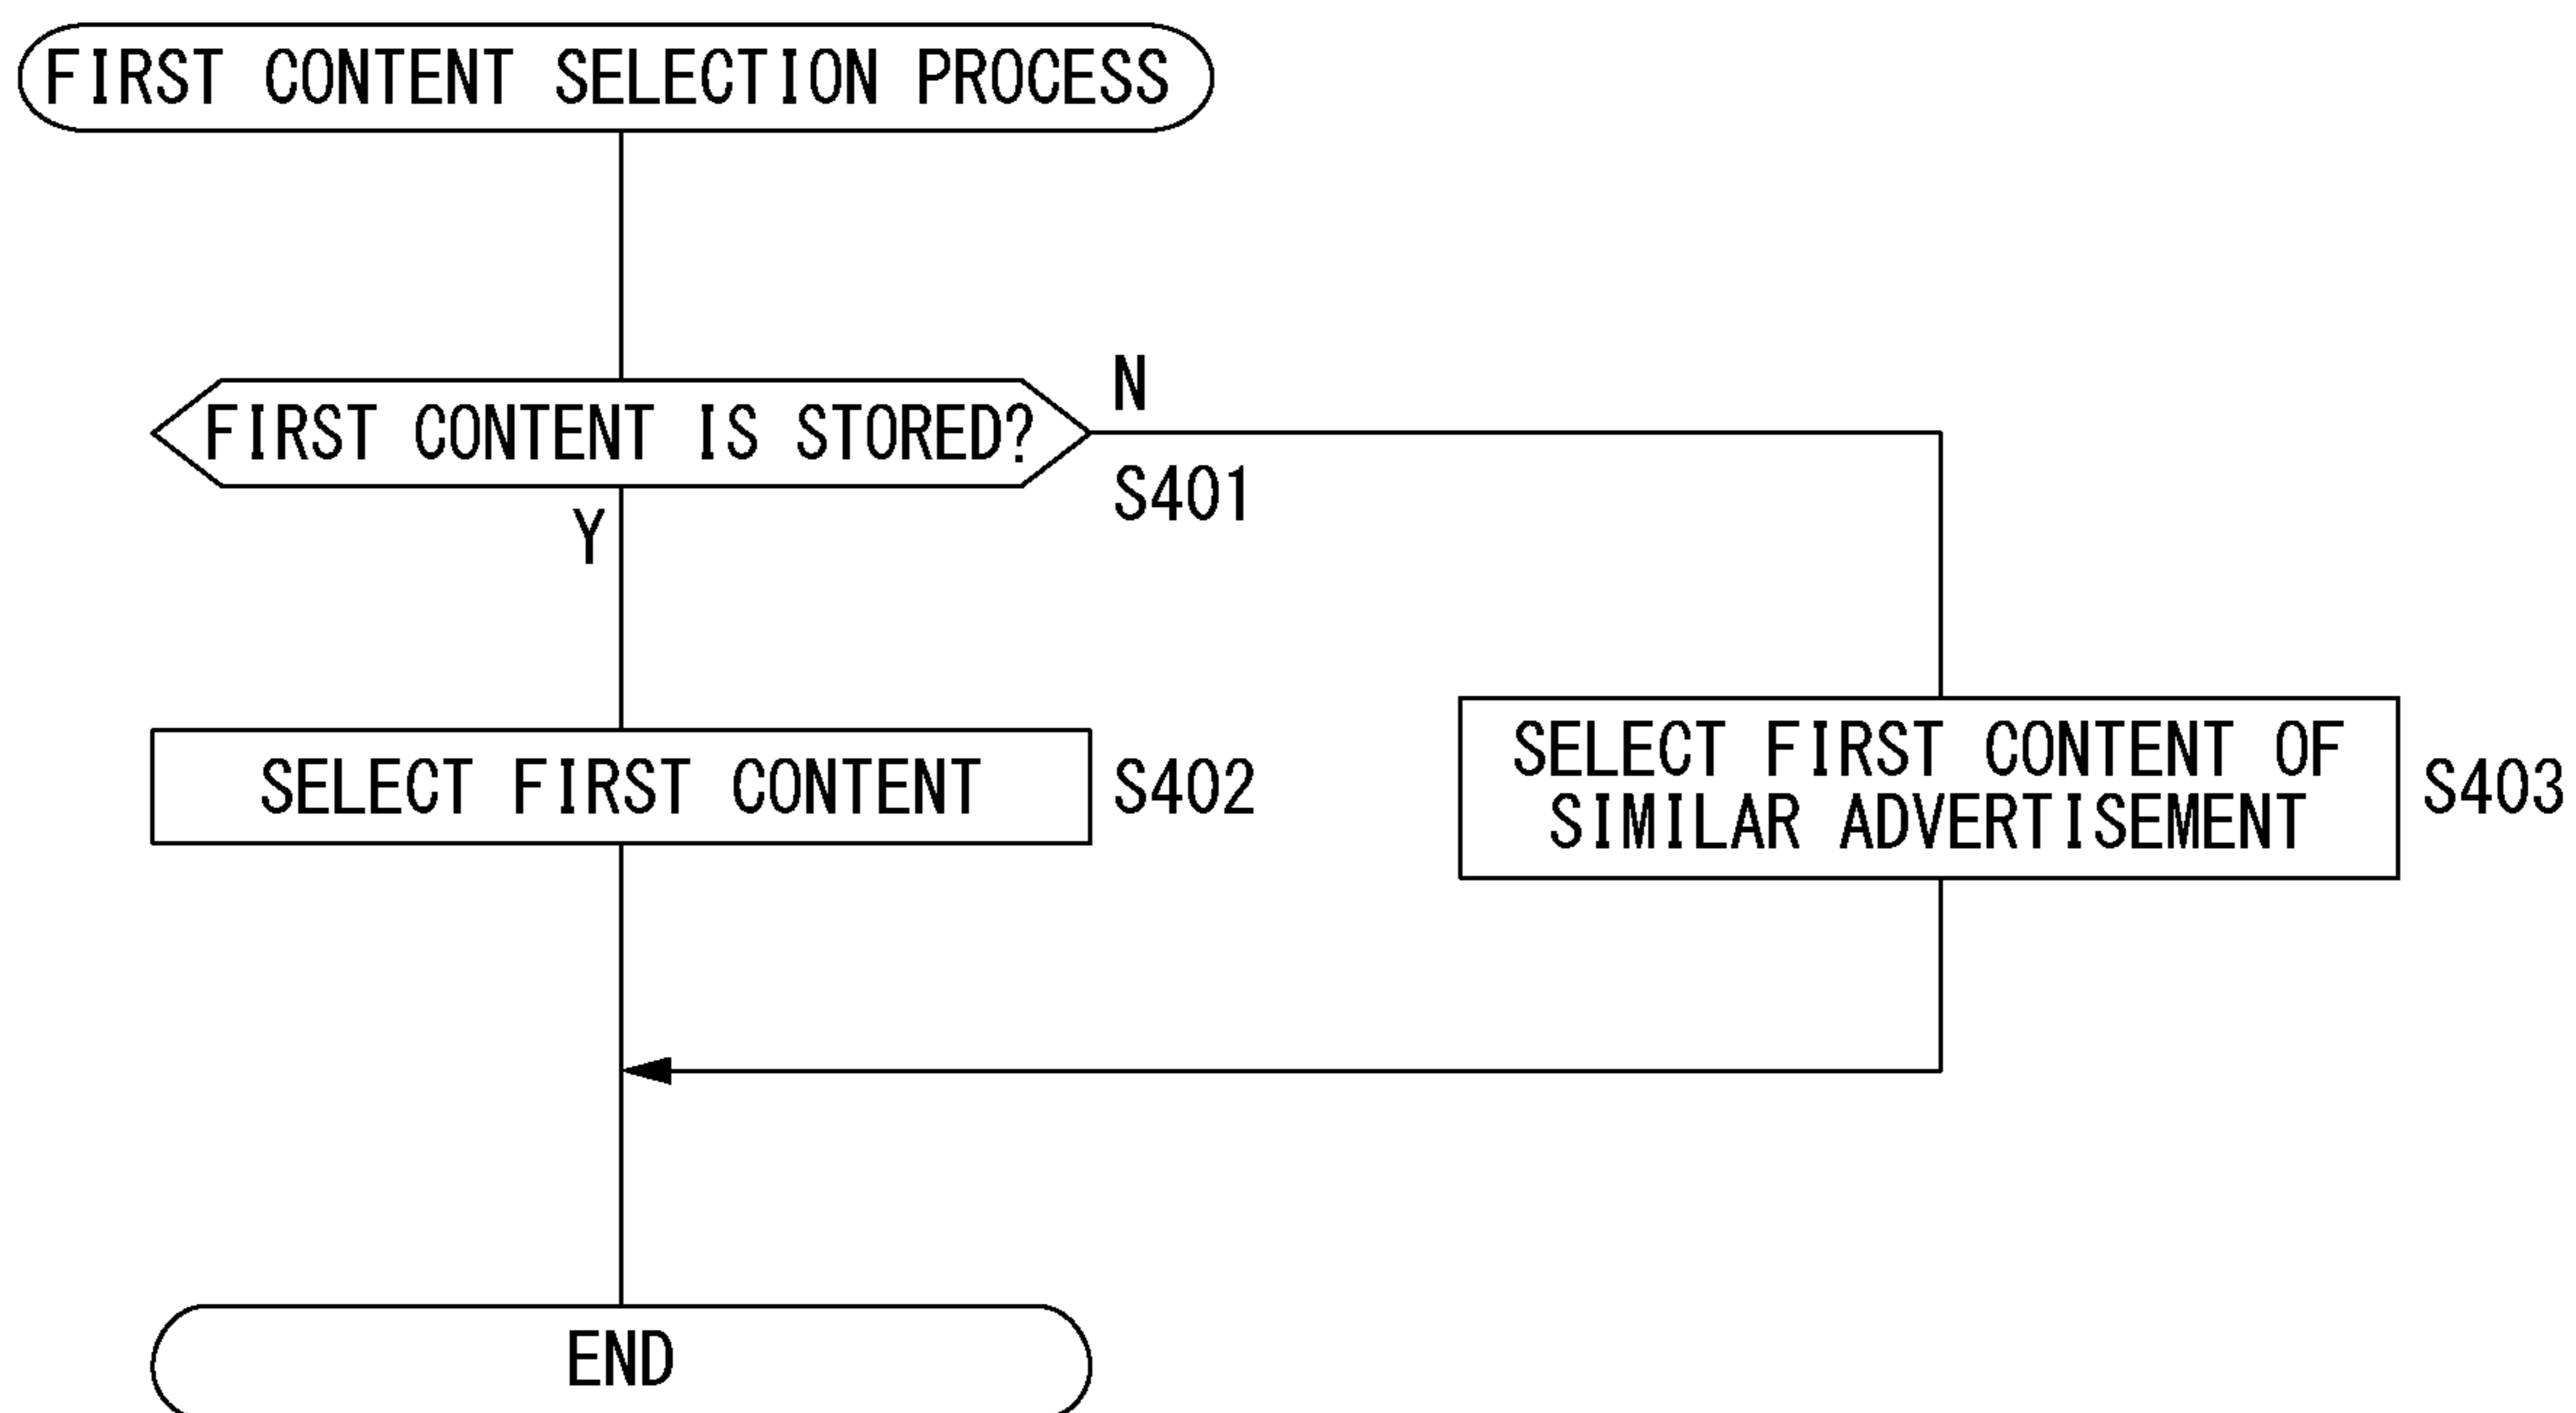 FIRST CONTENT SELECTION PROCESS
FIRST CONTENT IS STORED?
N
S401
Y
SELECT FIRST CONTENT
S402
SELECT FIRST CONTENT OF
SIMILAR ADVERTISEMENT
S403
END